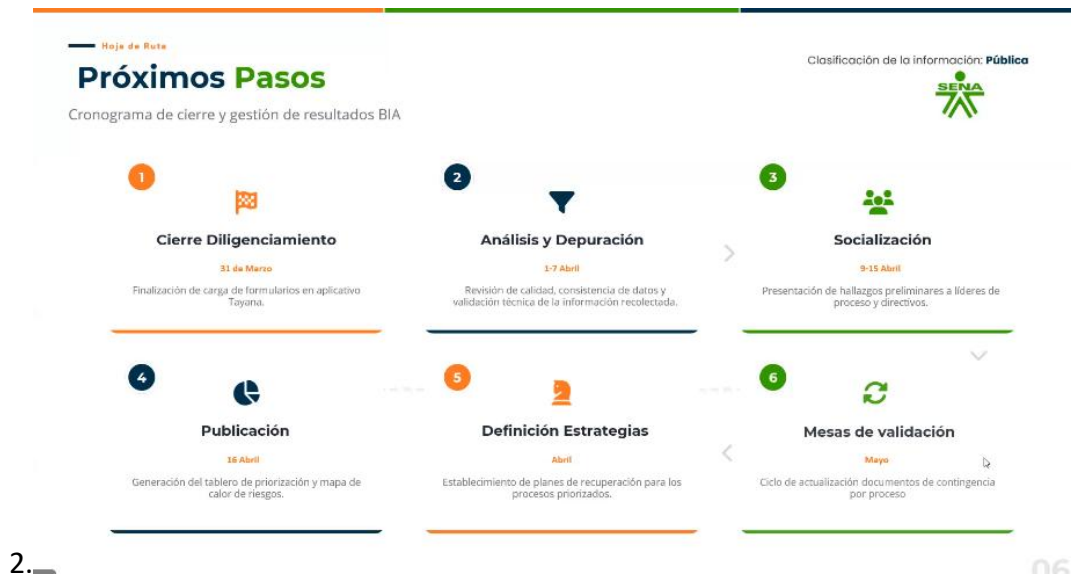 Hoja de Ruta
Próximos Pasos
Cronograma de cierre y gestión de resultados BIA
Clasificación de la información: Pública
SENA
1
Cierre Diligenciamiento
31 de Marzo
Finalización de carga de formularios en aplicativo
Tayana.
2
Análisis y Depuración
1-7 Abril
Revisión de calidad, consistencia de datos y
validación técnica de la información recolectada.
3
Socialización
9-15 Abril
Presentación de hallazgos preliminares a líderes de
proceso y directivos.
4
Publicación
16 Abril
Generación del tablero de priorización y mapa de
calor de riesgos.
5
Definición Estrategias
Abril
Establecimiento de planes de recuperación para los
procesos priorizados.
6
Mesas de validación
Mayo
Ciclo de actualización documentos de contingencia
por proceso
2.
06